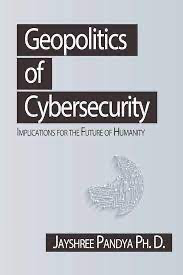 Geopolitics
of
Cybersecurity
IMPLICATIONS FOR THE FUTURE OF HUMANITY
JAYSHREE PANDYA PH. D.